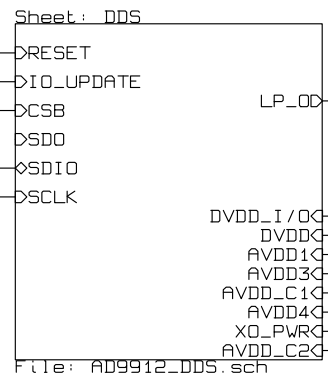 Sheet: DDS
RESET
IO_UPDATE
LP_O
CSB
SDO
SDIO
SCLK
DVDD_I/O
DVDD
AVDD1
AVDD3
AVDD_C1
AVDD4
XO_PWR
AVDD_C2
File: AD9912_DDS.sch